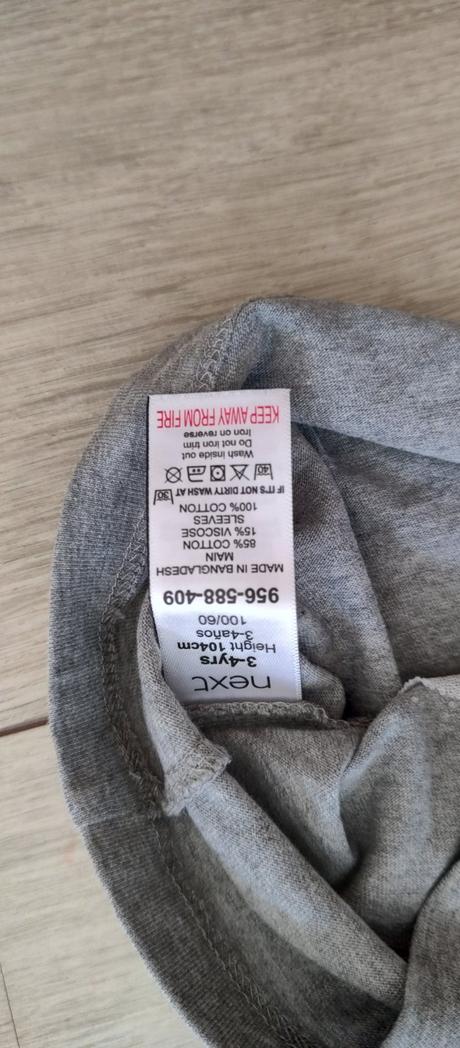 next
3-4yrs
Height 104cm
3-4años
100/60
956-588-409
MADE IN BANGLADESH
MAIN
85% COTTON
15% VISCOSE
SLEEVES
100% COTTON
IF IT'S NOT DIRTY WASH AT 30
40
Wash inside out
Do not iron trim
Iron on reverse
KEEP AWAY FROM FIRE